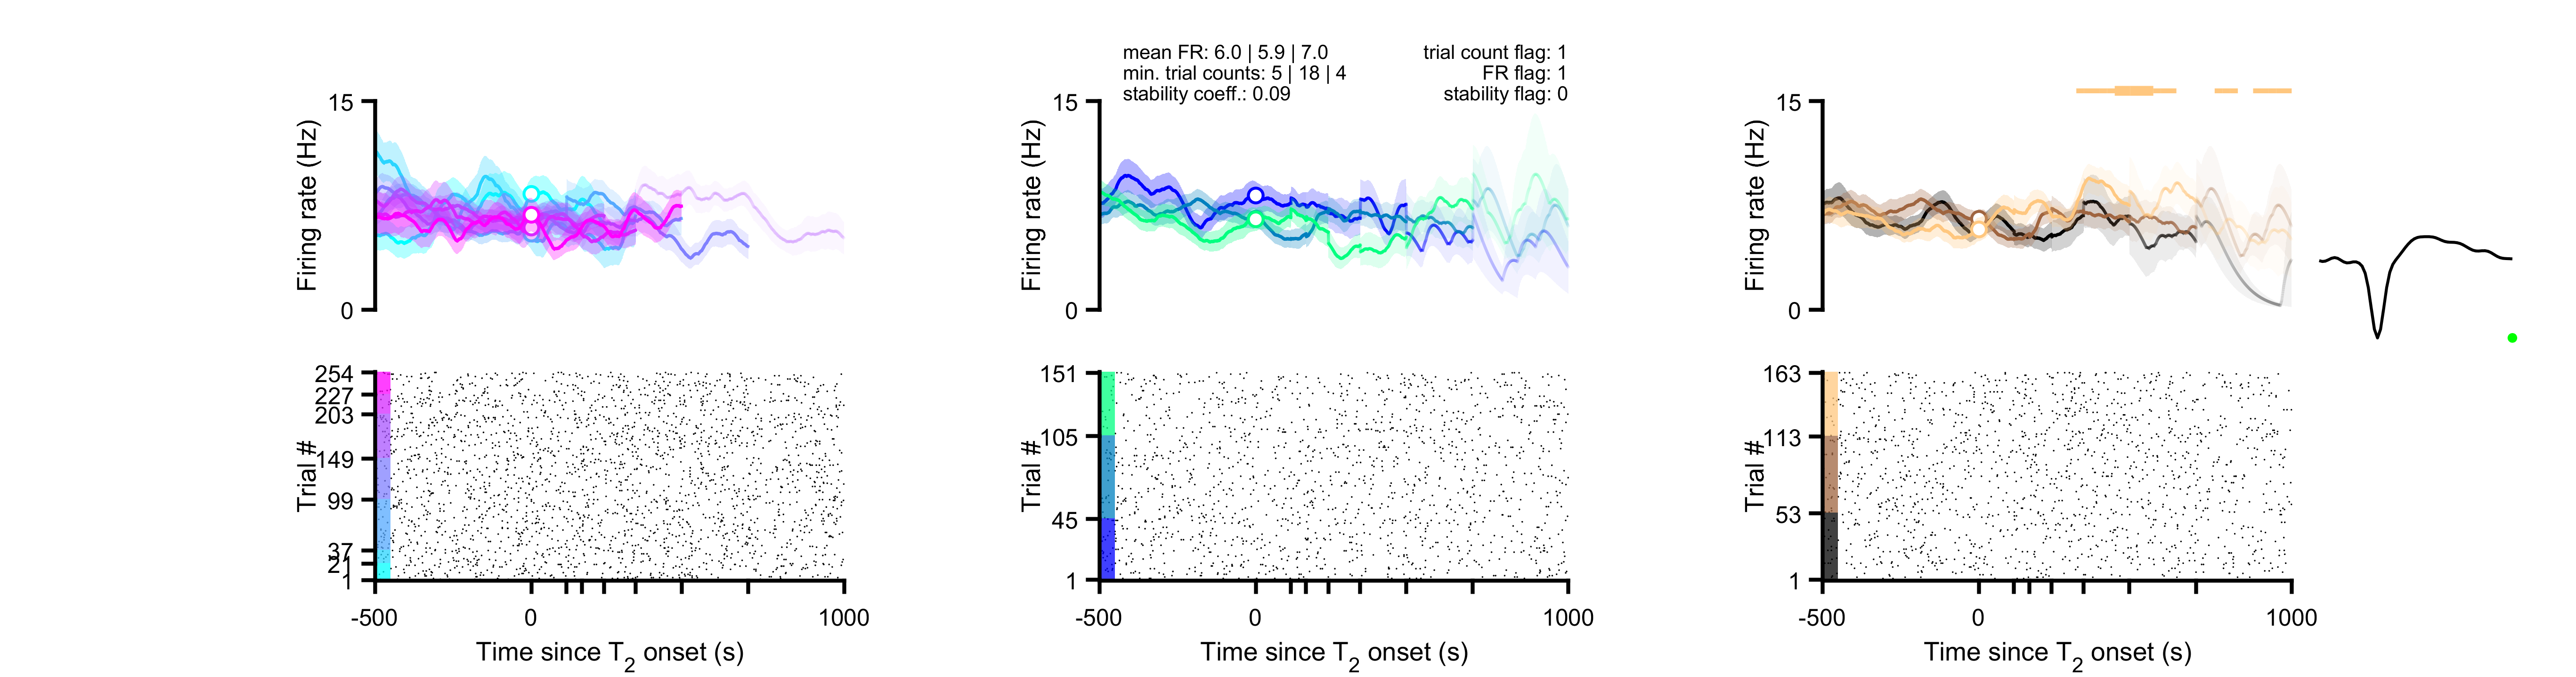 mean FR: 6.0 | 5.9 | 7.0
min. trial counts: 5 | 18 | 4
stability coeff.: 0.09
trial count flag: 1
FR flag: 1
stability flag: 0
15
Firing rate (Hz)
0
15
Firing rate (Hz)
0
15
Firing rate (Hz)
0
254
227
203
149
99
37
21
1
Trial #
-500
0
1000
Time since T2 onset (s)
151
105
45
1
Trial #
-500
0
1000
Time since T2 onset (s)
163
113
53
1
Trial #
-500
0
1000
Time since T2 onset (s)